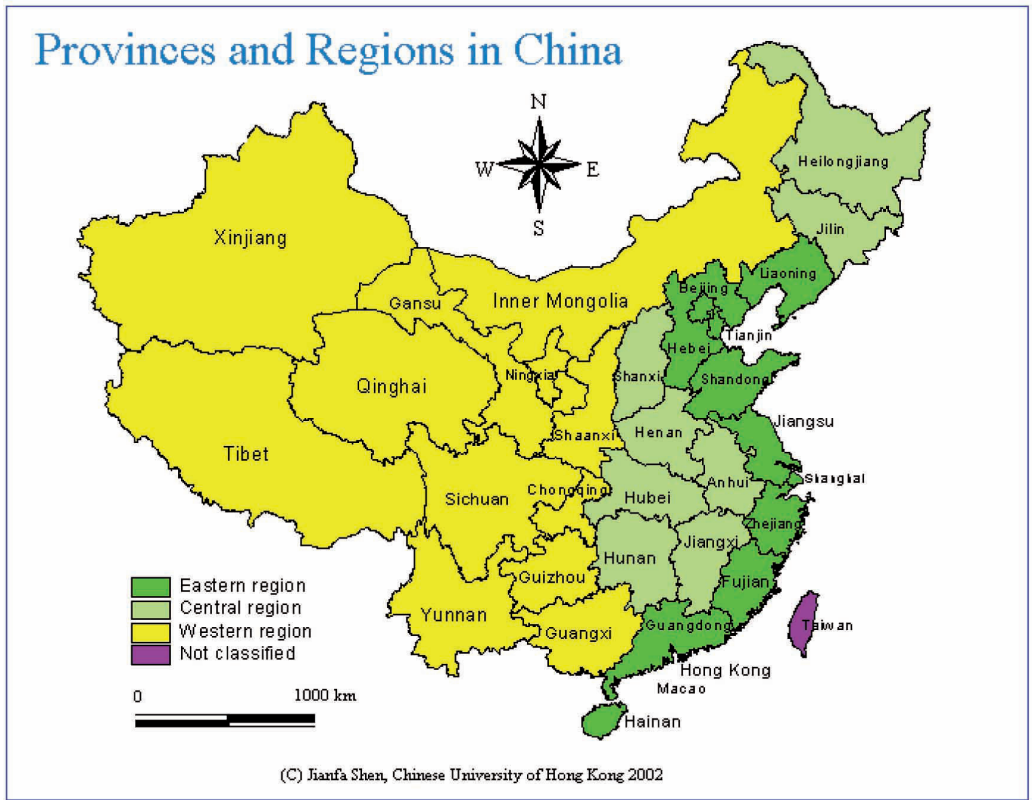 Provinces and Regions in China
N
W
E
S
Heilongjiang
Jilin
Xinjiang
Liaoning
Beijing
Gansu
Inner Mongolia
Tianjin
Hebei
Ningxia
Shanxi
Shandong
Qinghai
Jiangsu
Shaanxi
Henan
Tibet
Shanghai
Anhui
Chongqing
Sichuan
Hubei
Zhejiang
Jiangxi
Hunan
Guizhou
Fujian
Eastern region
Central region
Yunnan
Guangdong
Taiwan
Western region
Guangxi
Not classified
Hong Kong
Macao
0
1000 km
Hainan
(C) Jianfa Shen, Chinese University of Hong Kong 2002